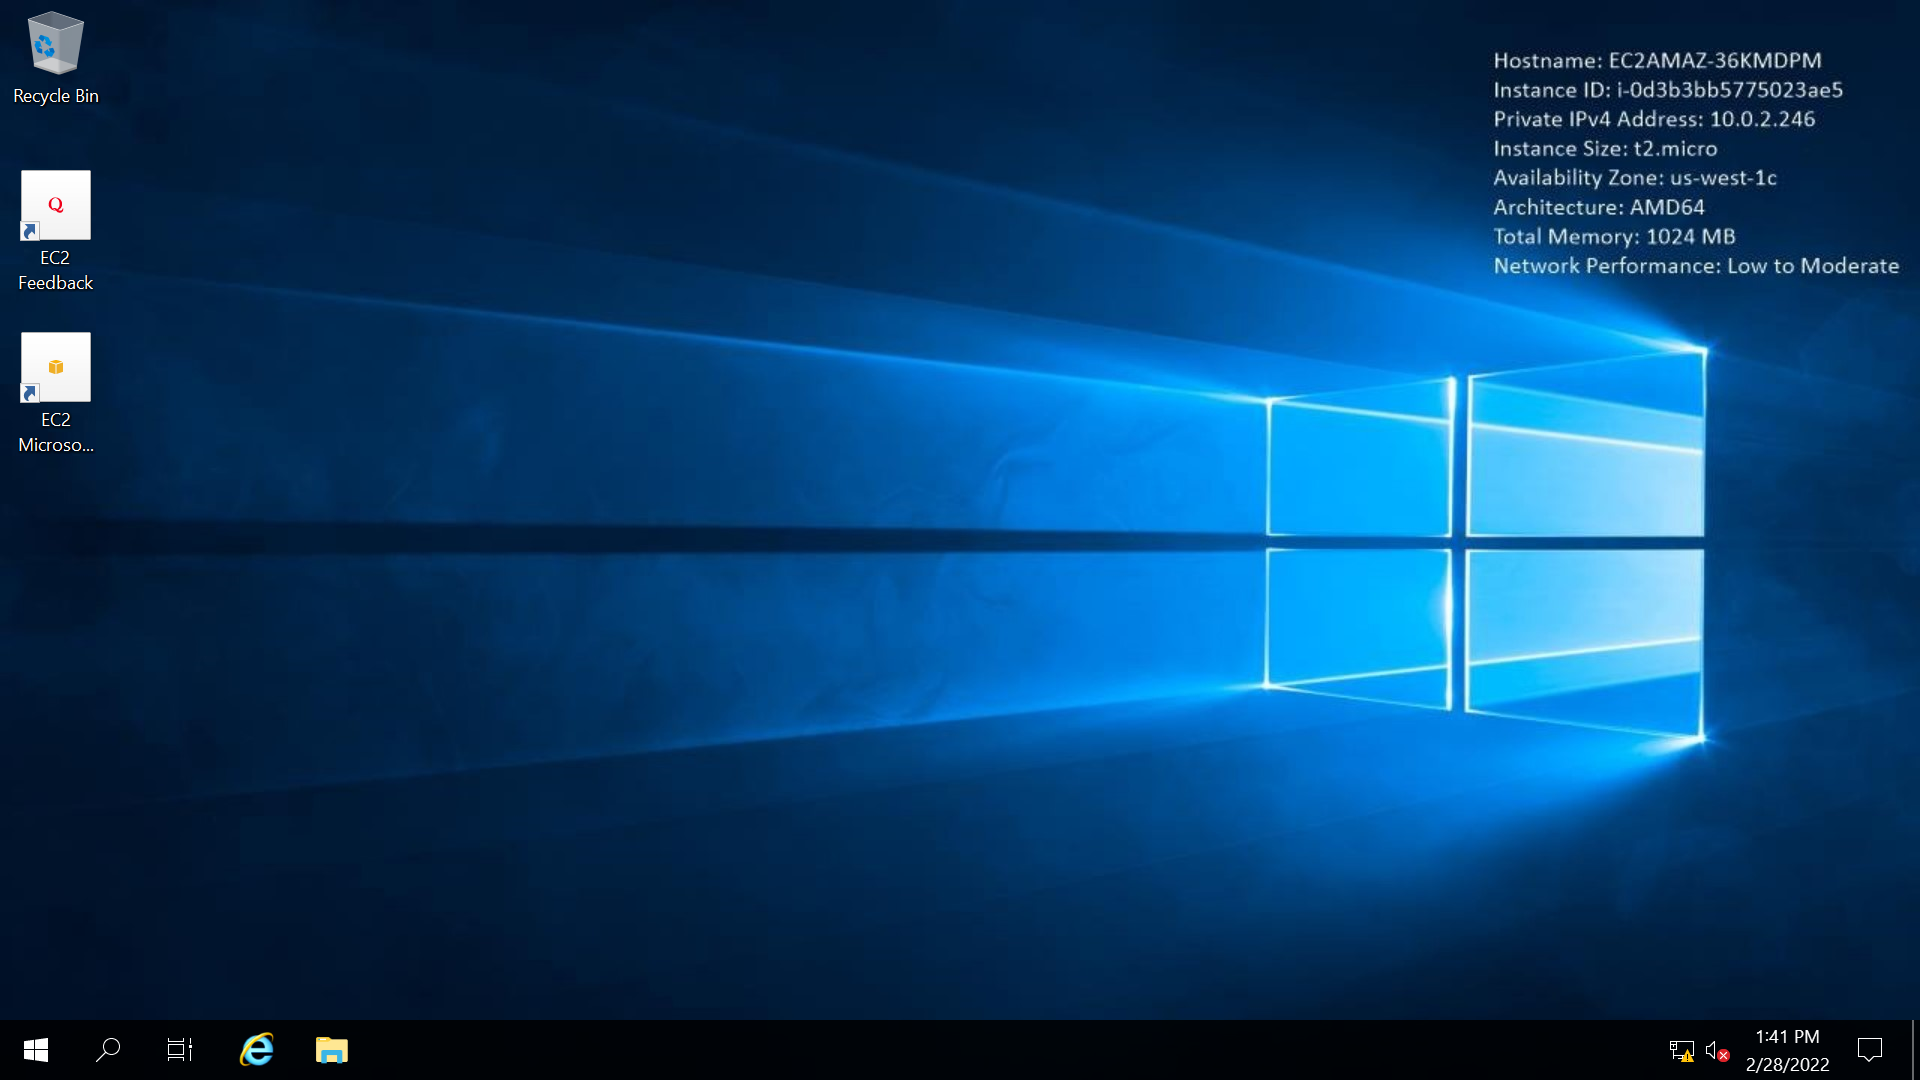 Recycle Bin
Q
EC2
Feedback
EC2
Microso...
Hostname: EC2AMAZ-36KMDPM
Instance ID: i-0d3b3bb5775023ae5
Private IPv4 Address: 10.0.2.246
Instance Size: t2.micro
Availability Zone: us-west-1c
Architecture: AMD64
Total Memory: 1024 MB
Network Performance: Low to Moderate
1:41 PM
2/28/2022